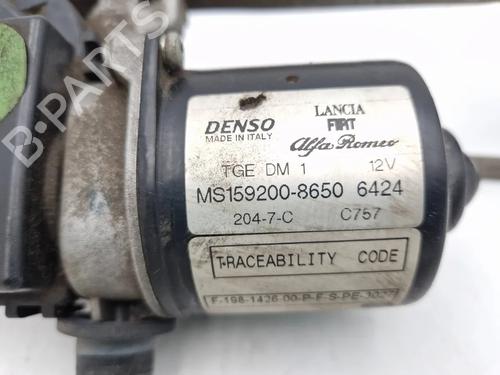 B-PARTS
DENSO
MADE IN ITALY
LANCIA
FIAT
Alfa Romeo
TGE DM 1 12V
MS159200-8650 6424
204-7-C C757
TRACEABILITY CODE